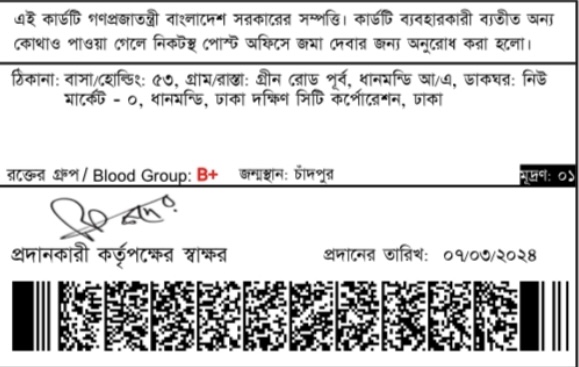 এই কার্ডটি গণপ্রজাতন্ত্রী বাংলাদেশ সরকারের সম্পত্তি। কার্ডটি ব্যবহারকারী ব্যতীত অন্য
কোথাও পাওয়া গেলে নিকটস্থ পোস্ট অফিসে জমা দেবার জন্য অনুরোধ করা হলো।
ঠিকানা: বাসা/হোল্ডিং: ৫৩, গ্রাম/রাস্তা: গ্রীন রোড পূর্ব, ধানমন্ডি আ/এ, ডাকঘর: নিউ
মার্কেট - ০, ধানমন্ডি, ঢাকা দক্ষিণ সিটি কর্পোরেশন, ঢাকা
রক্তের গ্রুপ / Blood Group: B+ জন্মস্থান: চাঁদপুর মূদ্রণ: ০১
প্রদানকারী কর্তৃপক্ষের স্বাক্ষর প্রদানের তারিখ: ০৭/০৩/২০২৪